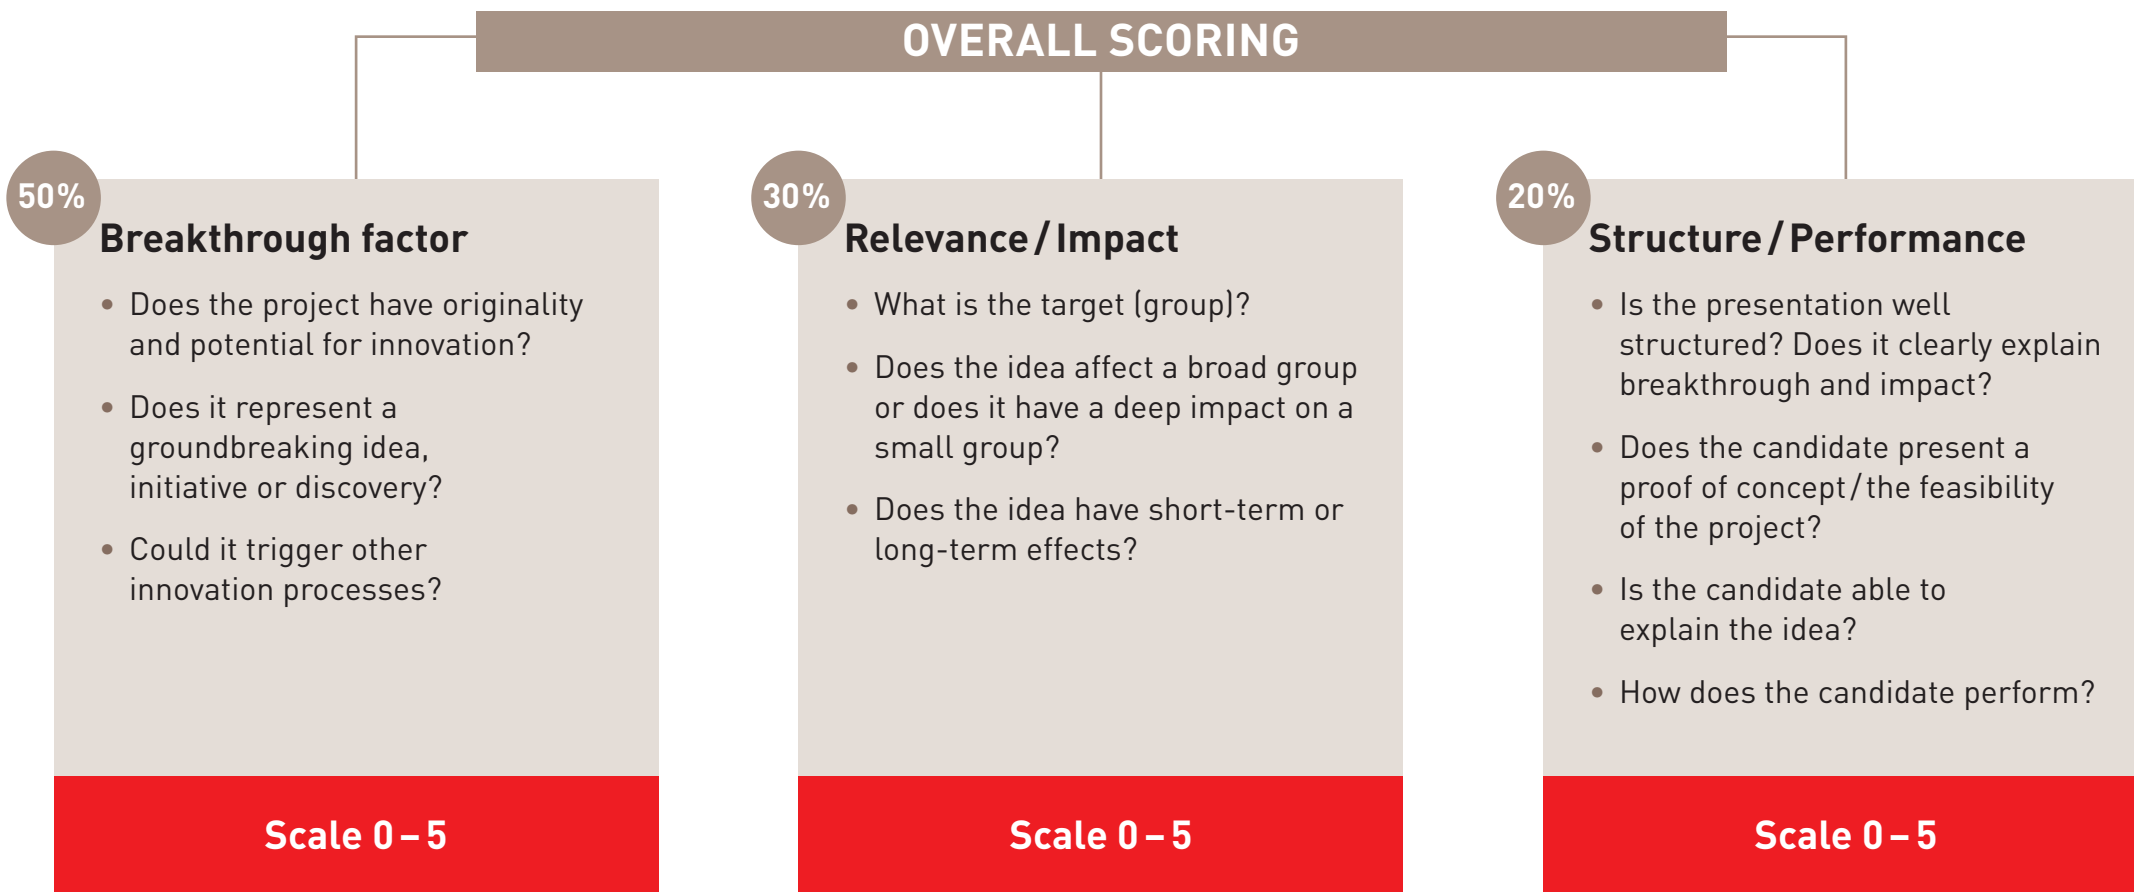 OVERALL SCORING
50%
Breakthrough factor
• Does the project have originality
and potential for innovation?
• Does it represent a
groundbreaking idea,
initiative or discovery?
• Could it trigger other
innovation processes?
Scale 0 – 5
30%
Relevance / Impact
• What is the target (group)?
• Does the idea affect a broad group
or does it have a deep impact on a
small group?
• Does the idea have short-term or
long-term effects?
Scale 0 – 5
20%
Structure / Performance
• Is the presentation well
structured? Does it clearly explain
breakthrough and impact?
• Does the candidate present a
proof of concept / the feasibility
of the project?
• Is the candidate able to
explain the idea?
• How does the candidate perform?
Scale 0 – 5